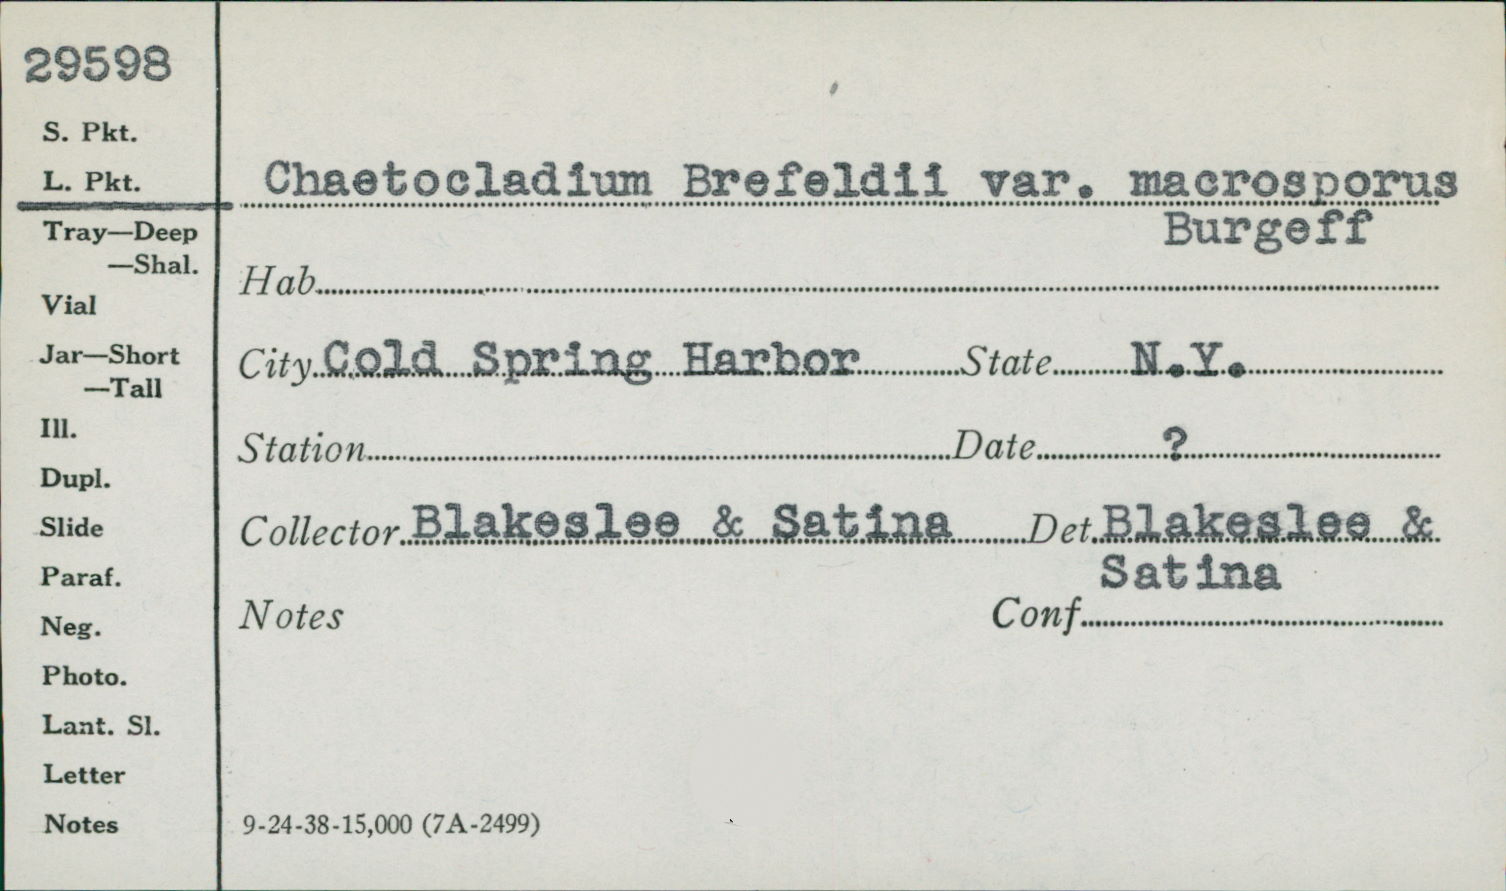 29598
S. Pkt.
L. Pkt.
Tray—Deep
—Shal.
Vial
Jar—Short
—Tall
Ill.
Dupl.
Slide
Paraf.
Neg.
Photo.
Lant. Sl.
Letter
Notes
Chaetocladium Brefeldii var. macrosporus
Burgeff
Hab.
City Cold Spring Harbor State N.Y.
Station Date ?
Collector Blakeslee & Satina Det. Blakeslee &
Satina
Notes Conf.
9-24-38-15,000 (7A-2499)